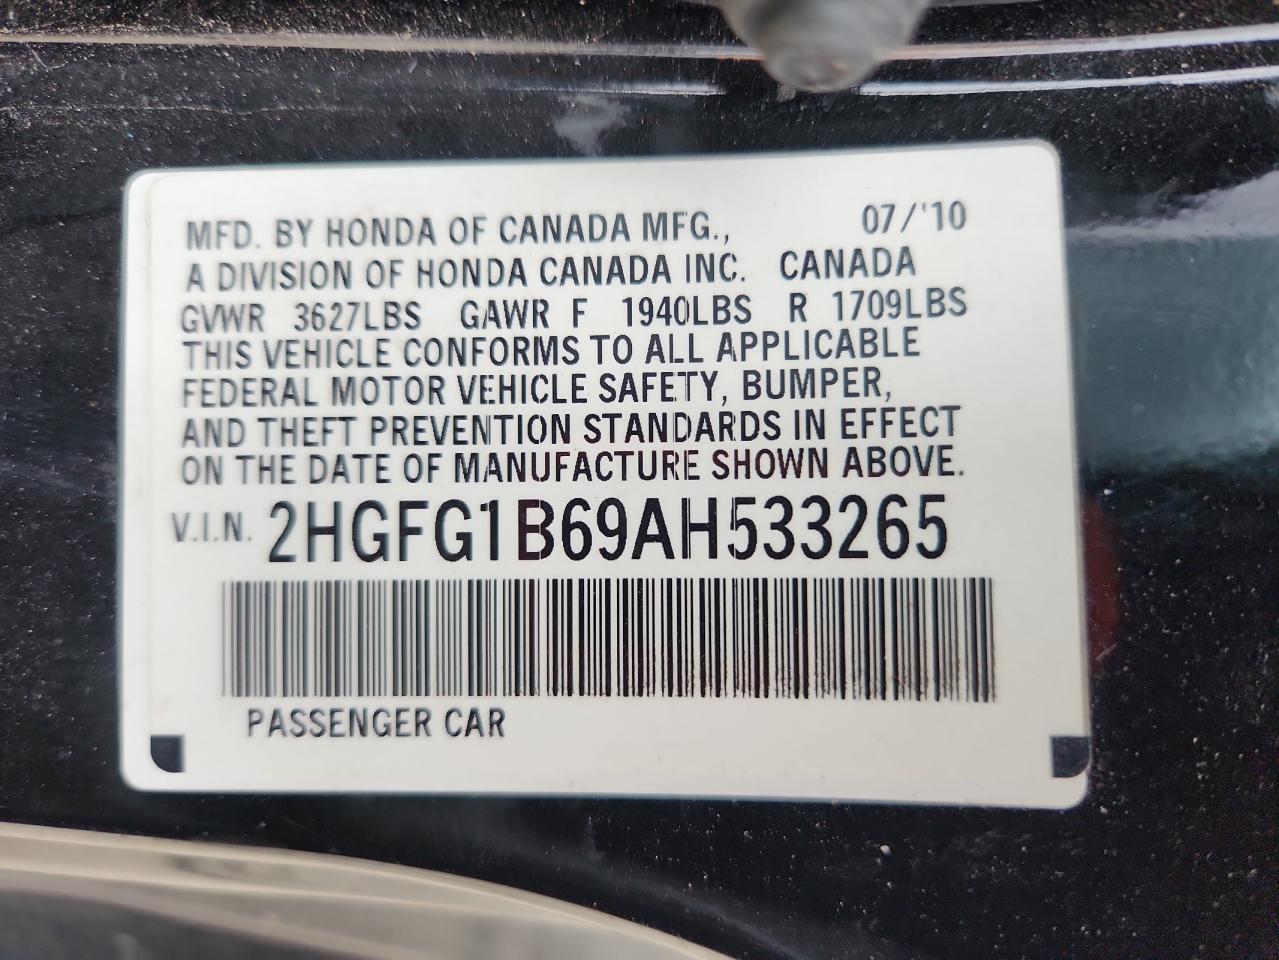 MFD. BY HONDA OF CANADA MFG., 07/'10
A DIVISION OF HONDA CANADA INC. CANADA
GVWR 3627LBS GAWR F 1940LBS R 1709LBS
THIS VEHICLE CONFORMS TO ALL APPLICABLE
FEDERAL MOTOR VEHICLE SAFETY, BUMPER,
AND THEFT PREVENTION STANDARDS IN EFFECT
ON THE DATE OF MANUFACTURE SHOWN ABOVE.
V.I.N. 2HGFG1B69AH533265
PASSENGER CAR